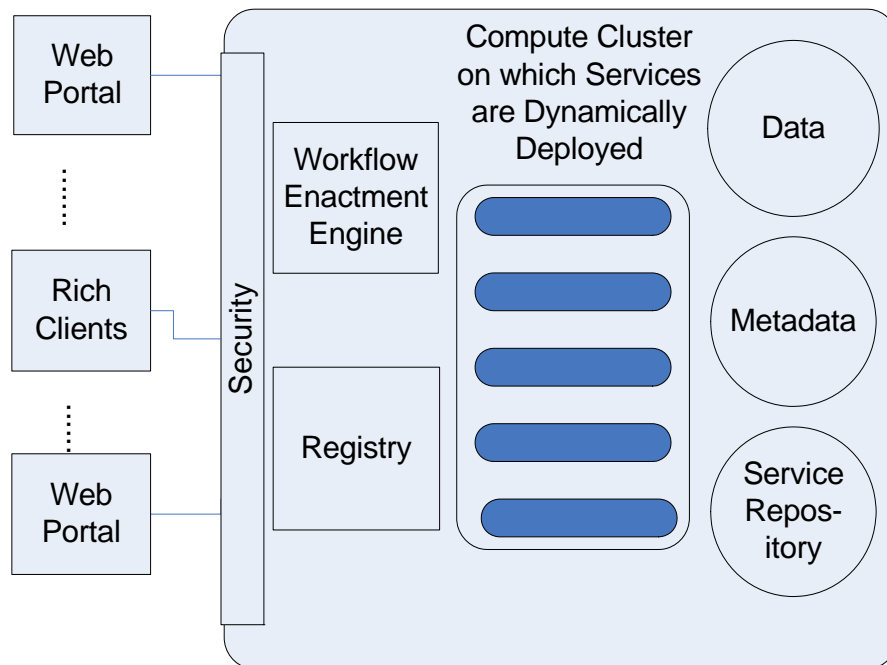 Web
Portal
Rich
Clients
Web
Portal
Security
Workflow
Enactment
Engine
Registry
Compute Cluster
on which Services
are Dynamically
Deployed
Data
Metadata
Service
Repos-
itory